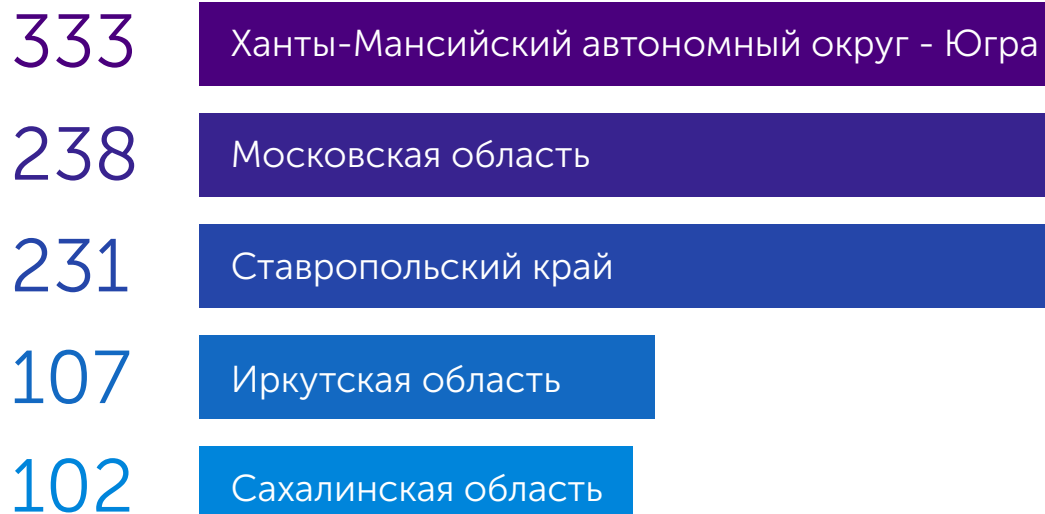 333 Ханты-Мансийский автономный округ - Югра
238 Московская область
231 Ставропольский край
107 Иркутская область
102 Сахалинская область